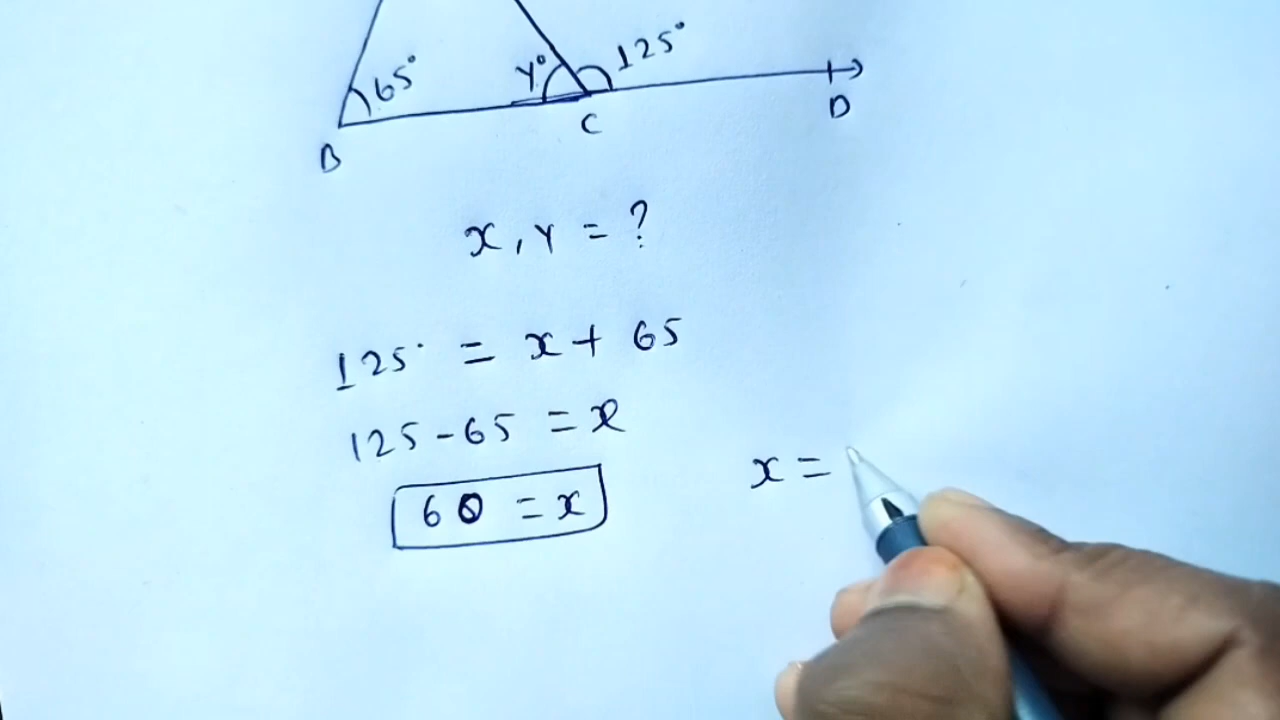 65° Y° 125°
B C D
x, Y = ?
125° = x + 65
125 - 65 = x
60 = x
x =